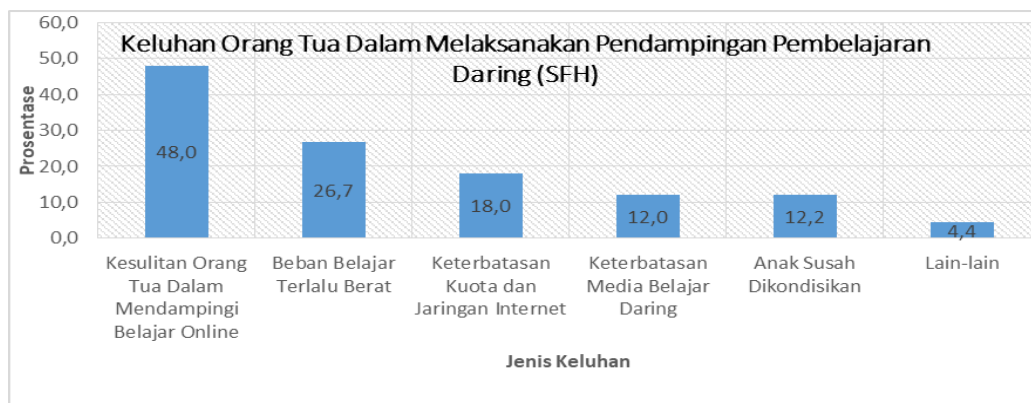 Keluhan Orang Tua Dalam Melaksanakan Pendampingan Pembelajaran
Daring (SFH)
Prosentase
60,0
50,0
40,0
30,0
20,0
10,0
0,0
48,0
26,7
18,0
12,0
12,2
4,4
Kesulitan Orang
Tua Dalam
Mendampingi
Belajar Online
Beban Belajar
Terlalu Berat
Keterbatasan
Kuota dan
Jaringan Internet
Keterbatasan
Media Belajar
Daring
Anak Susah
Dikondisikan
Lain-lain
Jenis Keluhan